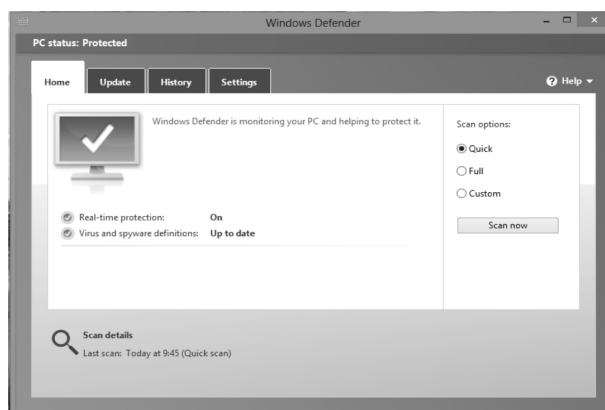 Windows Defender
PC status: Protected
Home Update History Settings Help
Windows Defender is monitoring your PC and helping to protect it.
Real-time protection: On
Virus and spyware definitions: Up to date
Scan options:
Quick
Full
Custom
Scan now
Scan details
Last scan: Today at 9:45 (Quick scan)